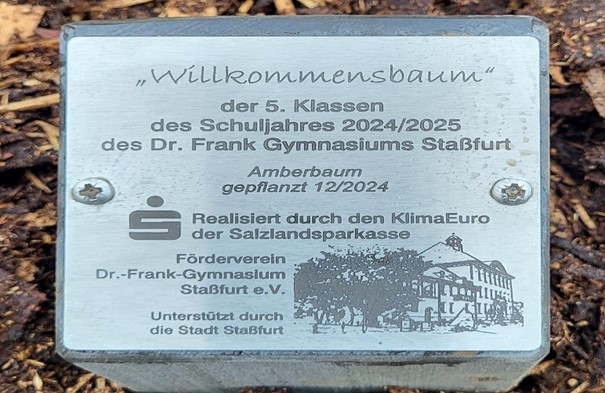 „Willkommensbaum“
der 5. Klassen
des Schuljahres 2024/2025
des Dr. Frank Gymnasiums Staßfurt
Amberbaum
gepflanzt 12/2024
Realisiert durch den KlimaEuro
der Salzlandsparkasse
Förderverein
Dr.-Frank-Gymnasium
Staßfurt e.V.
Unterstützt durch
die Stadt Staßfurt